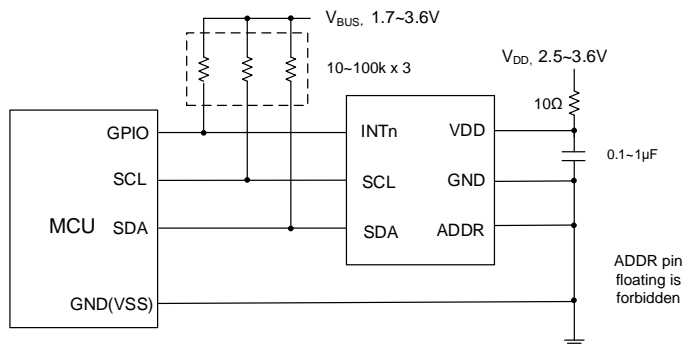 VBUS, 1.7~3.6V
10~100k x 3
VDD, 2.5~3.6V
10Ω
0.1~1µF
MCU
GPIO
SCL
SDA
GND(VSS)
INTn
SCL
SDA
VDD
GND
ADDR
ADDR pin
floating is
forbidden